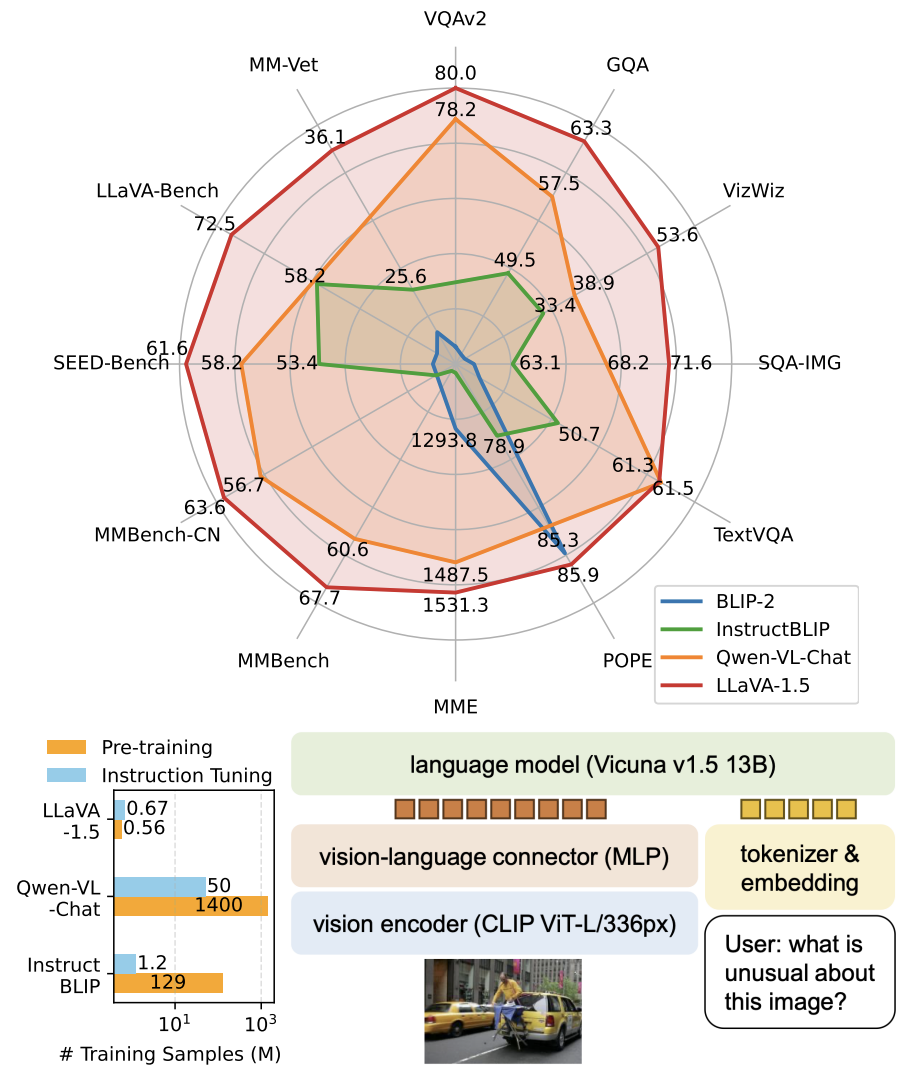 VQAv2
MM-Vet
GQA
80.0
78.2
36.1
63.3
LLaVA-Bench
57.5
VizWiz
72.5
53.6
49.5
58.2
25.6
38.9
33.4
61.6
SEED-Bench
58.2
53.4
63.1
68.2
71.6
SQA-IMG
50.7
1293.8
78.9
61.3
56.7
61.5
63.6
MMBench-CN
TextVQA
60.6
85.3
1487.5
85.9
67.7
1531.3
BLIP-2
InstructBLIP
MMBench
POPE
Qwen-VL-Chat
LLaVA-1.5
MME
Pre-training
Instruction Tuning
LLaVA
-1.5
0.67
0.56
Qwen-VL
-Chat
50
1400
Instruct
BLIP
1.2
129
10¹
10³
# Training Samples (M)
language model (Vicuna v1.5 13B)
vision-language connector (MLP)
tokenizer &
embedding
vision encoder (CLIP ViT-L/336px)
User: what is
unusual about
this image?